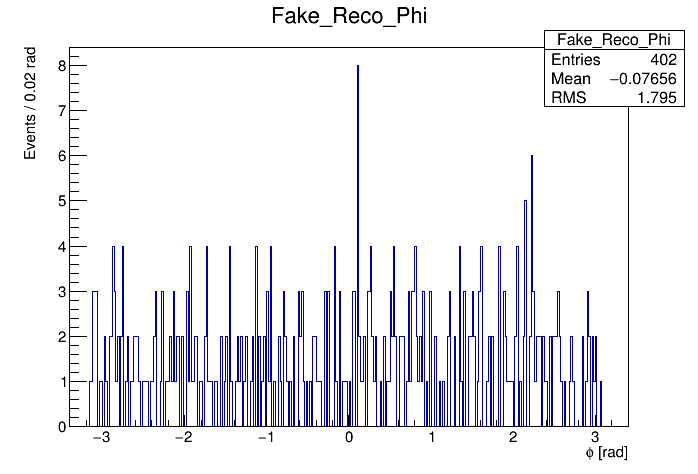 Fake_Reco_Phi
Fake_Reco_Phi
Entries 402
Mean −0.07656
RMS 1.795
Events / 0.02 rad
8
7
6
5
4
3
2
1
0
−3 −2 −1 0 1 2 3
ϕ [rad]